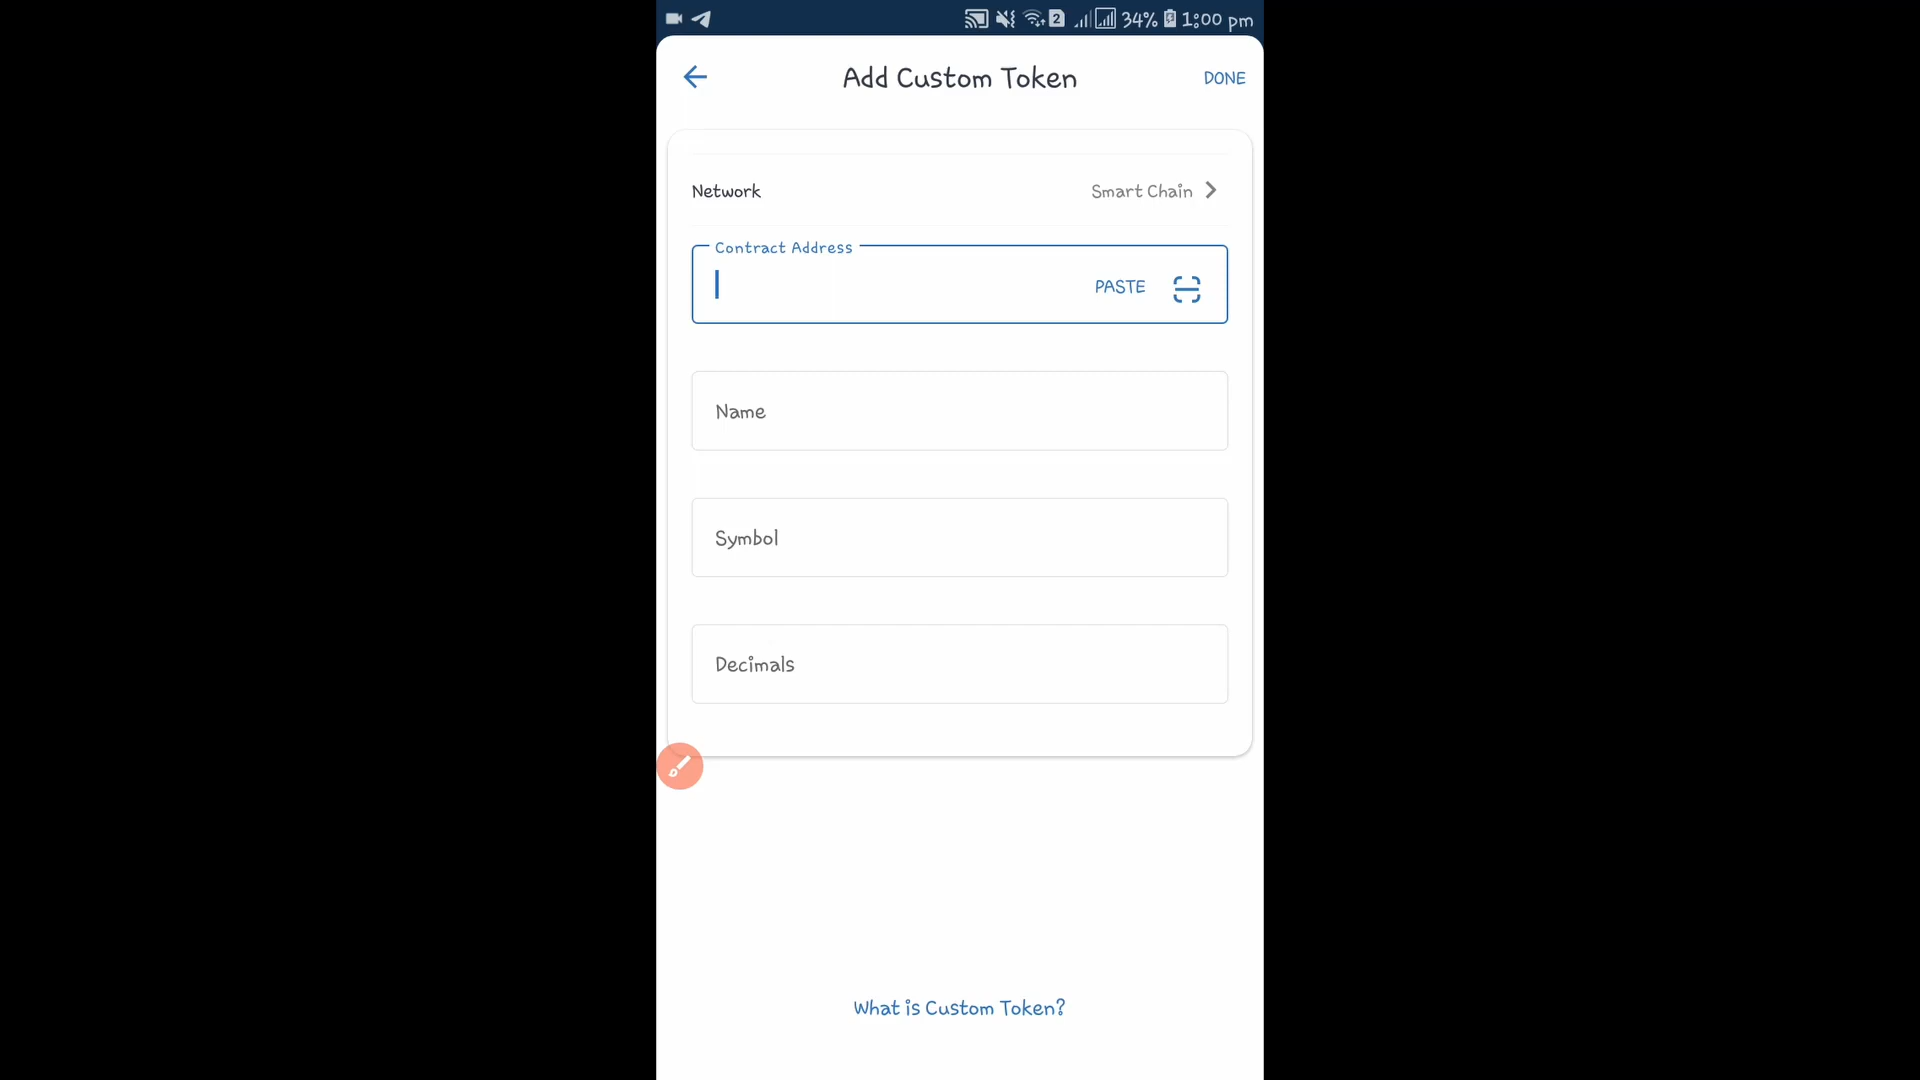 2 34% 1:00 pm
Add Custom Token DONE
Network Smart Chain
Contract Address
PASTE
Name
Symbol
Decimals
What is Custom Token?